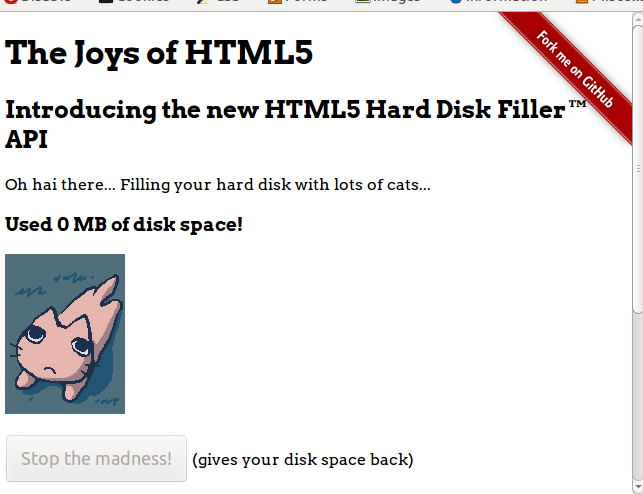 The Joys of HTML5
Fork me on GitHub
Introducing the new HTML5 Hard Disk Filler™
API
Oh hai there... Filling your hard disk with lots of cats...
Used 0 MB of disk space!
Stop the madness! (gives your disk space back)